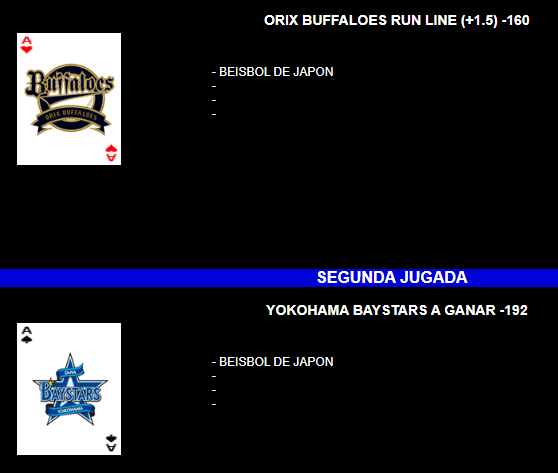 ORIX BUFFALOES RUN LINE (+1.5) -160
A
Buffaloes
ORIX BUFFALOES
A
- BEISBOL DE JAPON
-
-
-
SEGUNDA JUGADA
YOKOHAMA BAYSTARS A GANAR -192
A
DeNA
BAYSTARS
YOKOHAMA
A
- BEISBOL DE JAPON
-
-
-